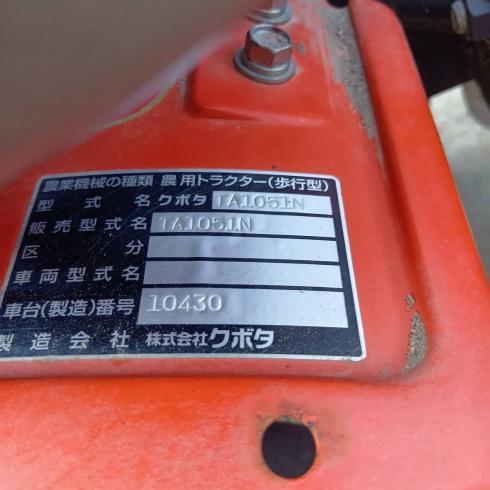 農業機械の種類 農用トラクター(歩行型)
型式名 クボタ TA1051N
販売型式名 TA1051N
区分
車両型式名
車台(製造)番号 10430
製造会社 株式会社クボタ